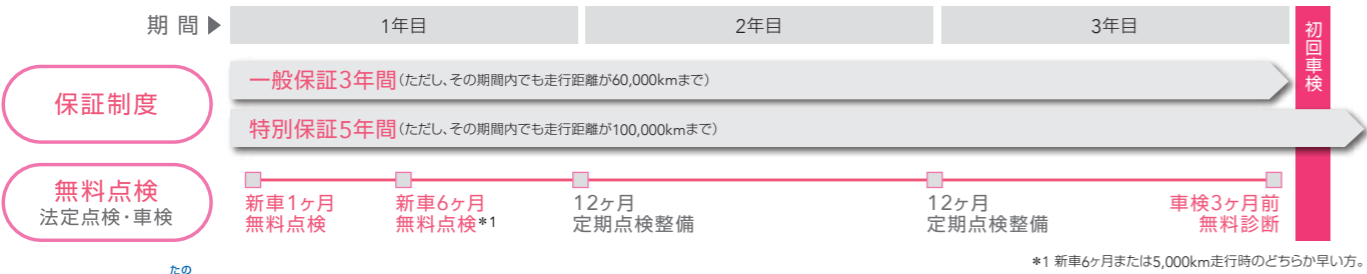 期間▶ 1年目 2年目 3年目
初回車検
保証制度
一般保証3年間(ただし、その期間内でも走行距離が60,000kmまで)
特別保証5年間(ただし、その期間内でも走行距離が100,000kmまで)
無料点検
法定点検・車検
新車1ヶ月
無料点検
新車6ヶ月
無料点検*1
12ヶ月
定期点検整備
12ヶ月
定期点検整備
車検3ヶ月前
無料診断
*1 新車6ヶ月または5,000km走行時のどちらか早い方。
たの